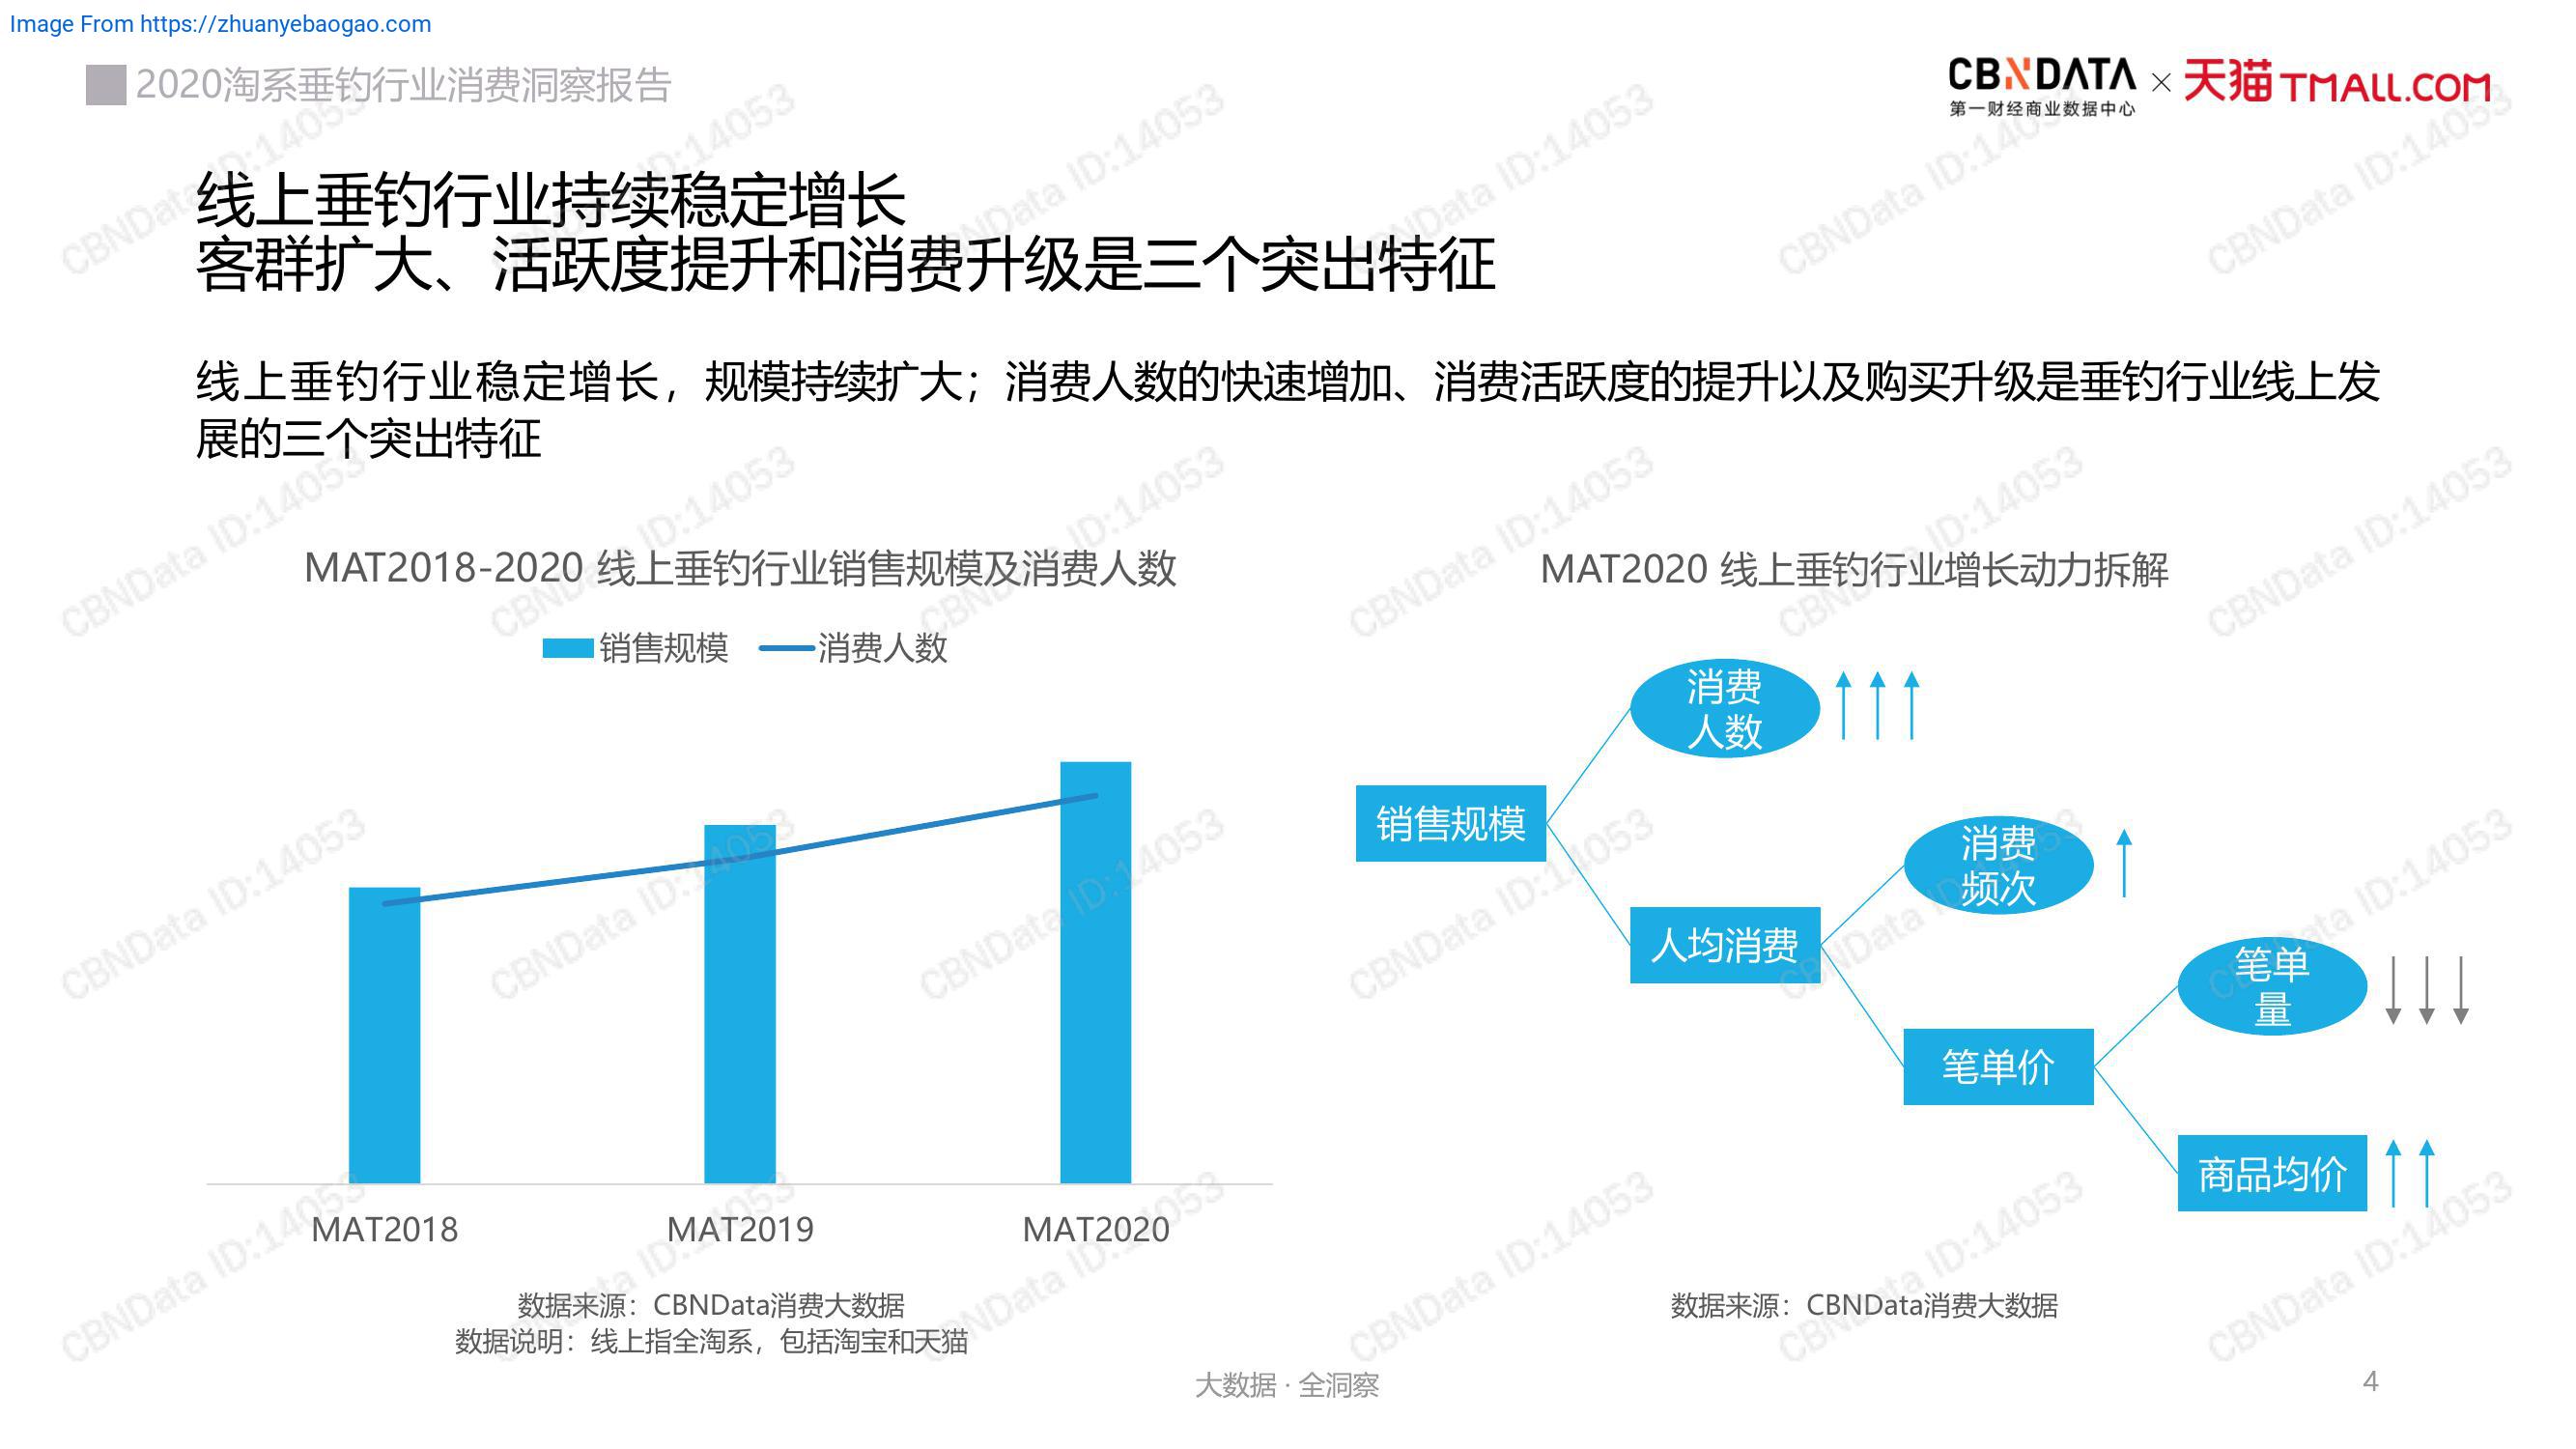 Image From https://zhuanyebaogao.com
2020淘系垂钓行业消费洞察报告
CBNDATA
第一财经商业数据中心
×
天猫 TMALL.COM
线上垂钓行业持续稳定增长
客群扩大、活跃度提升和消费升级是三个突出特征
线上垂钓行业稳定增长，规模持续扩大；消费人数的快速增加、消费活跃度的提升以及购买升级是垂钓行业线上发
展的三个突出特征
MAT2018-2020 线上垂钓行业销售规模及消费人数
销售规模 消费人数
MAT2018 MAT2019 MAT2020
数据来源：CBNData消费大数据
数据说明：线上指全淘系，包括淘宝和天猫
MAT2020 线上垂钓行业增长动力拆解
消费
人数
销售规模
消费
频次
人均消费
笔单
量
笔单价
商品均价
数据来源：CBNData消费大数据
大数据 · 全洞察
4
CBNData ID:14053